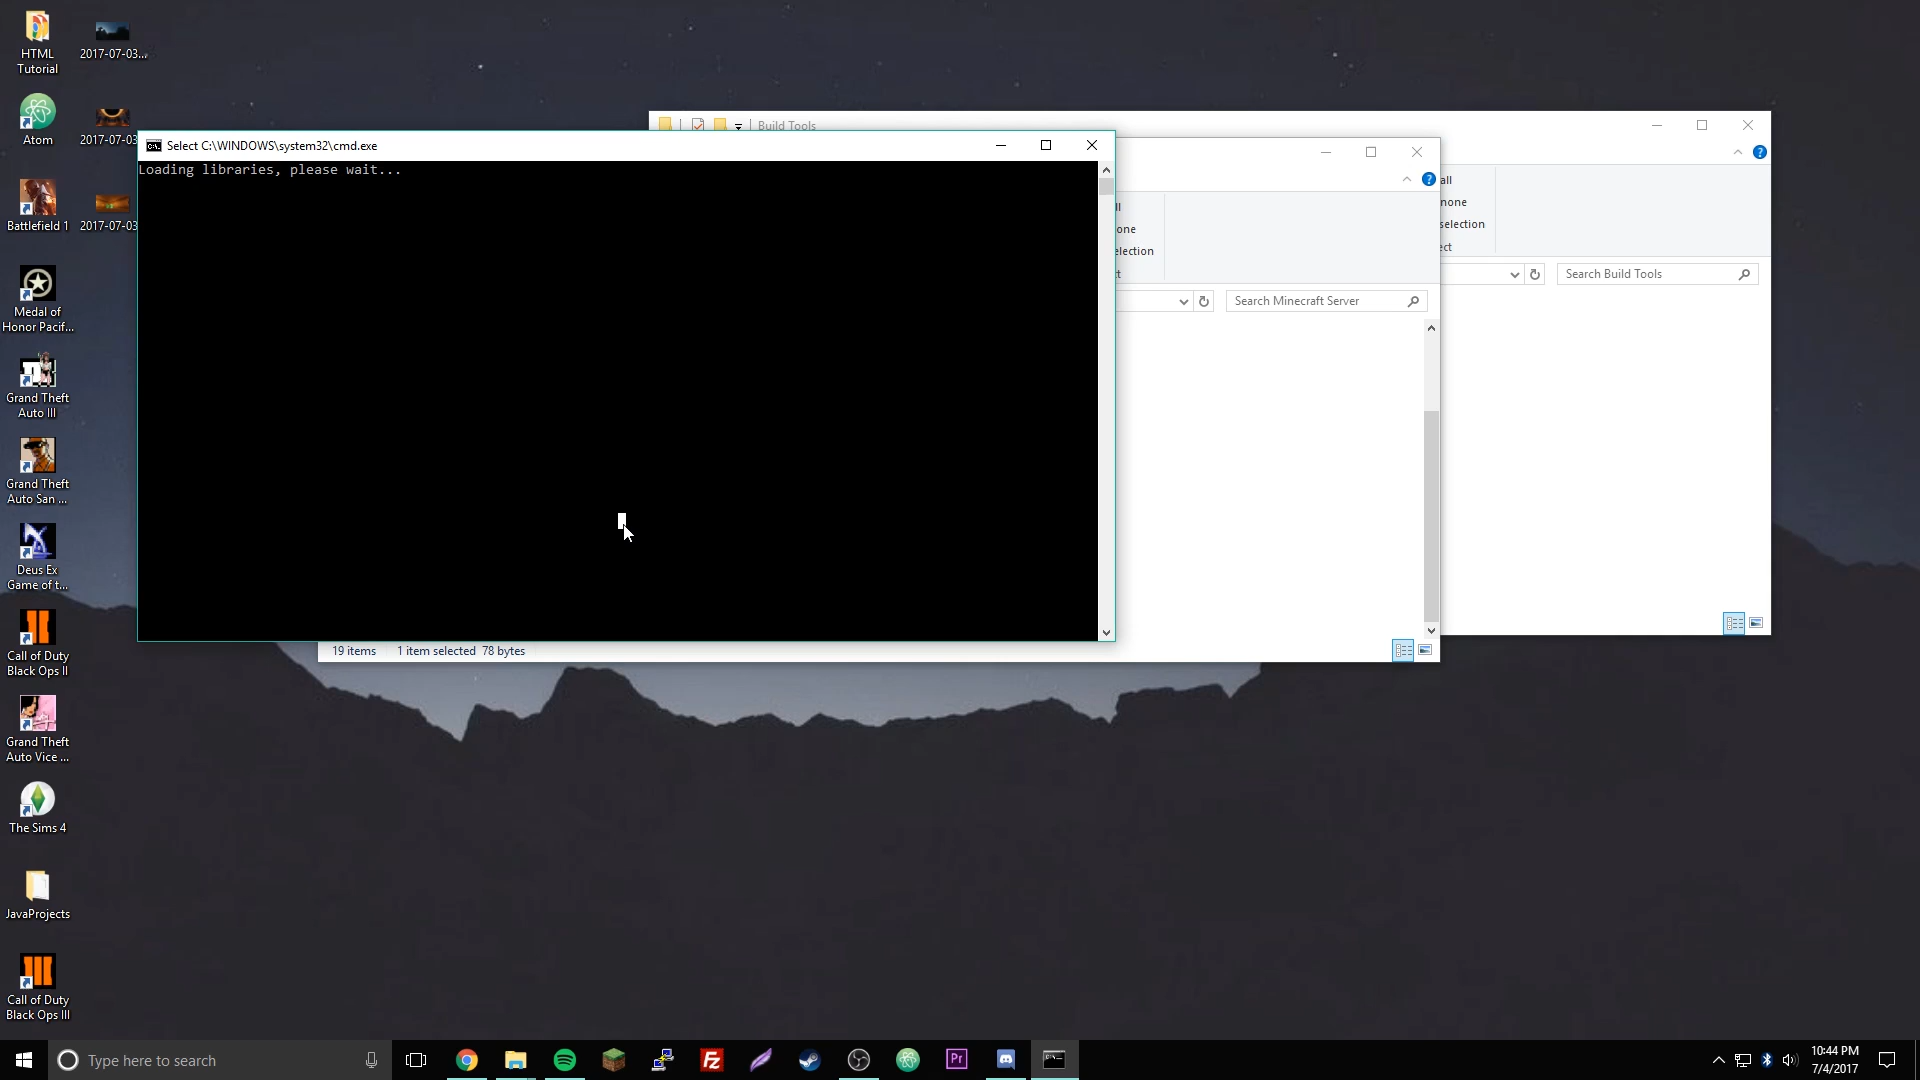 HTML
Tutorial
2017-07-03...
Atom
2017-07-03
Battlefield 1
2017-07-03
Medal of
Honor Pacif...
Grand Theft
Auto III
Grand Theft
Auto San ...
Deus Ex
Game of t...
Call of Duty
Black Ops II
Grand Theft
Auto Vice ...
The Sims 4
JavaProjects
Call of Duty
Black Ops III
Build Tools
Select C:\WINDOWS\system32\cmd.exe
Loading libraries, please wait...
ll
one
election
t
Search Minecraft Server
19 items 1 item selected 78 bytes
all
none
selection
ect
Search Build Tools
Type here to search
Pr
10:44 PM
7/4/2017